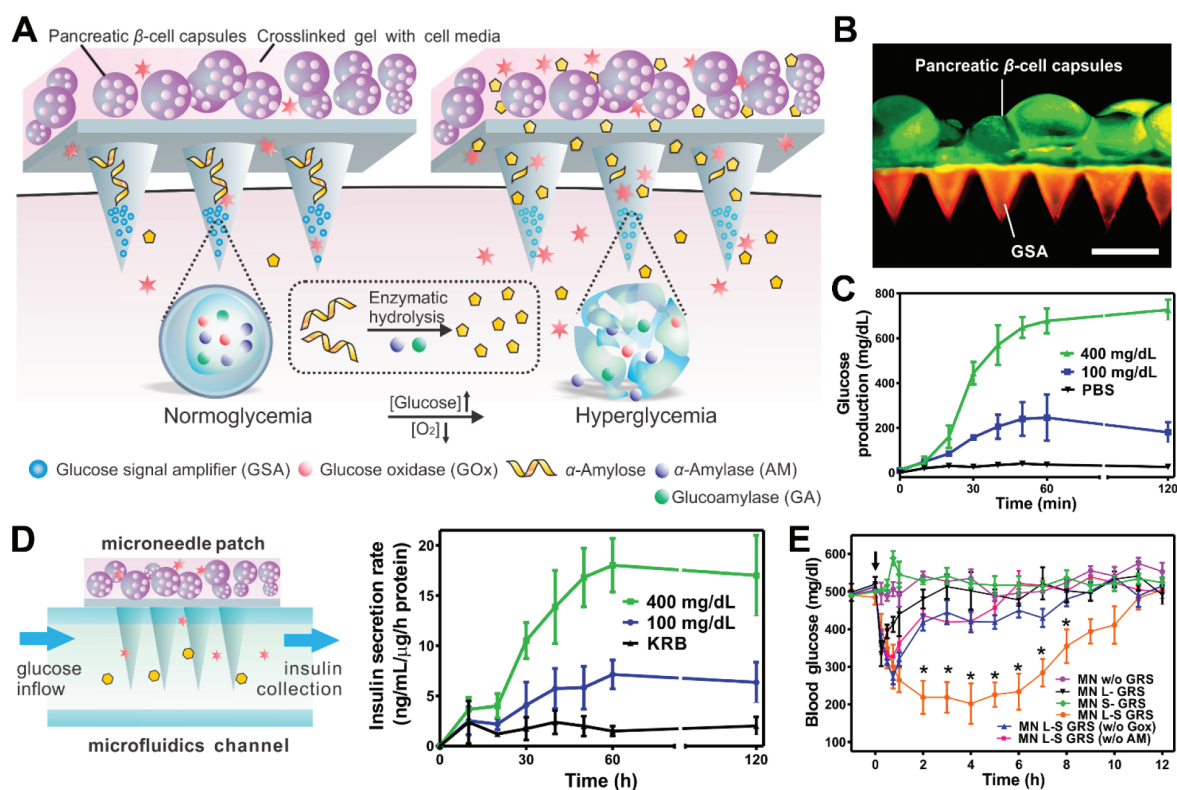 A
Pancreatic β-cell capsules Crosslinked gel with cell media
Enzymatic
hydrolysis
Normoglycemia
[Glucose]↑
[O₂]↓
Hyperglycemia
Glucose signal amplifier (GSA) Glucose oxidase (GOx) α-Amylose α-Amylase (AM)
Glucoamylase (GA)
B
Pancreatic β-cell capsules
GSA
C
Glucose
production (mg/dL)
800
600
400
200
0
400 mg/dL
100 mg/dL
PBS
0 30 60 120
Time (min)
D
microneedle patch
glucose
inflow
insulin
collection
microfluidics channel
Insulin secretion rate
(ng/mL/μg/h protein)
20
15
10
5
0
400 mg/dL
100 mg/dL
KRB
0 30 60 120
Time (h)
E
Blood glucose (mg/dl)
600
500
400
300
200
100
* * * * * * *
MN w/o GRS
MN L- GRS
MN S- GRS
MN L-S GRS
MN L-S GRS (w/o Gox)
MN L-S GRS (w/o AM)
0 2 4 6 8 10 12
Time (h)